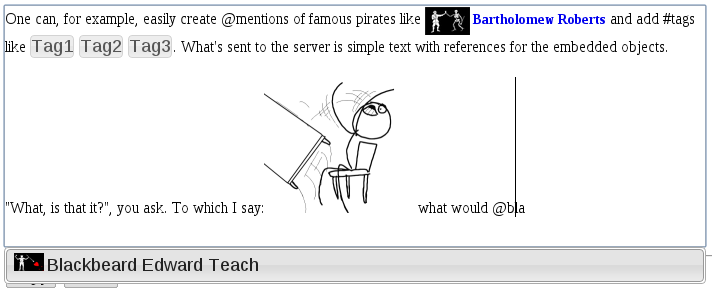 One can, for example, easily create @mentions of famous pirates like Bartholomew Roberts and add #tags
like Tag1 Tag2 Tag3. What's sent to the server is simple text with references for the embedded objects.
"What, is that it?", you ask. To which I say: what would @bla
Blackbeard Edward Teach